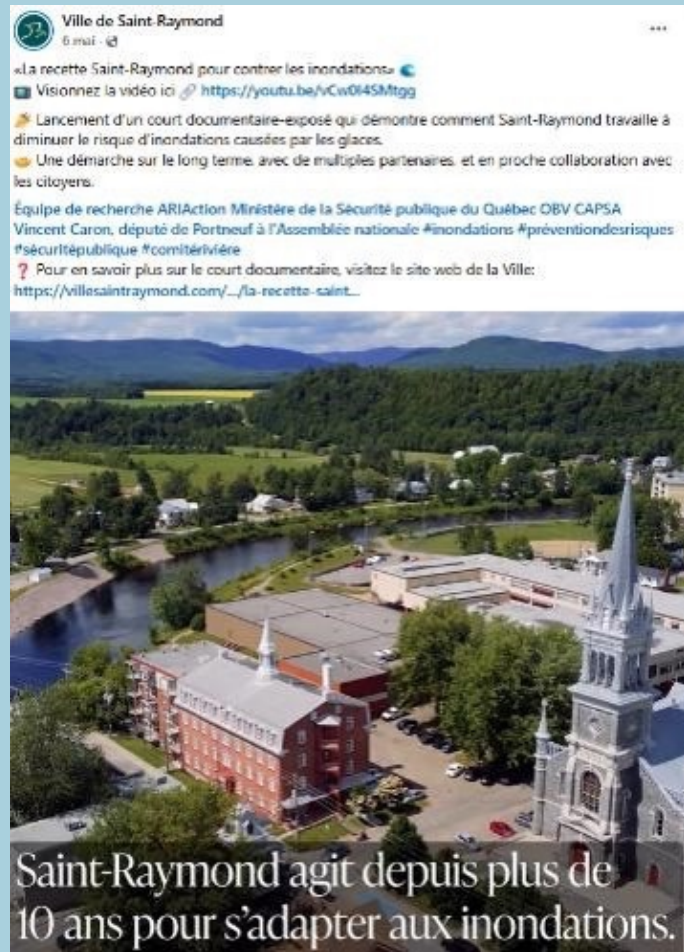 Ville de Saint-Raymond
6 mai ·
«La recette Saint-Raymond pour contrer les inondations»
Visionnez la vidéo ici https://youtu.be/vCw0I4SMtgg
Lancement d'un court documentaire-exposé qui démontre comment Saint-Raymond travaille à
diminuer le risque d'inondations causées par les glaces.
Une démarche sur le long terme, avec de multiples partenaires, et en proche collaboration avec
les citoyens.
Équipe de recherche ARIAction Ministère de la Sécurité publique du Québec OBV CAPSA
Vincent Caron, député de Portneuf à l'Assemblée nationale #inondations #préventiondesrisques
#sécuritépublique #comitérivière
Pour en savoir plus sur le court documentaire, visitez le site web de la Ville:
https://villesaintraymond.com/.../la-recette-saint...
Saint-Raymond agit depuis plus de
10 ans pour s'adapter aux inondations.